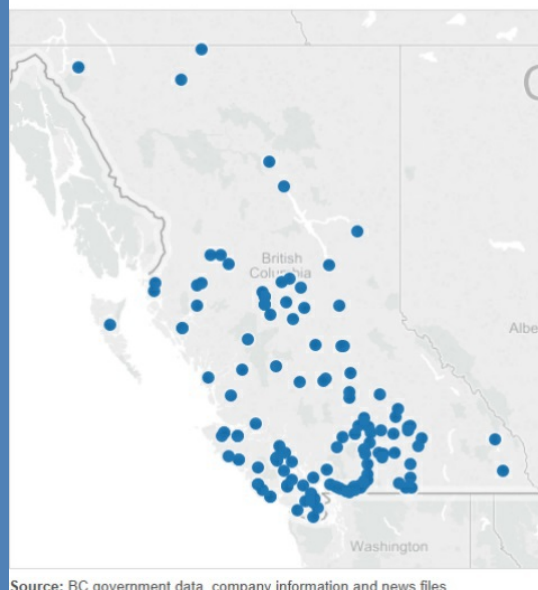 British
Columbia
Albe
Washington
Source: BC government data, company information and news files